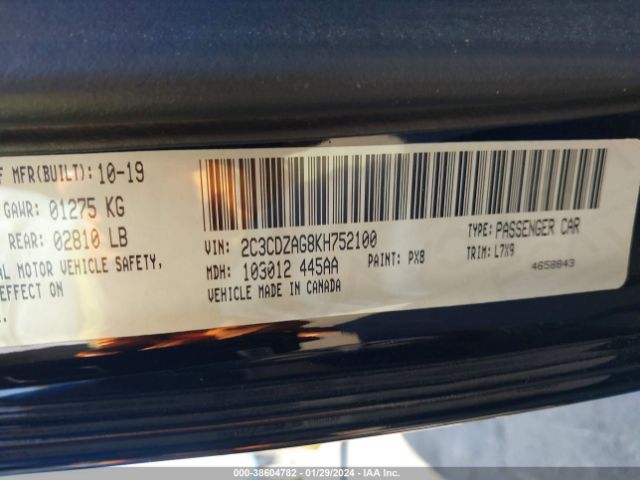 F MFR(BUILT): 10-19
GAWR: 01275 KG
REAR: 02810 LB
AL MOTOR VEHICLE SAFETY,
EFFECT ON
VIN: 2C3CDZAG8KH752100
TYPE: PASSENGER CAR
MDH: 103012 445AA
PAINT: PX8
TRIM: L7X9
VEHICLE MADE IN CANADA
4658843
000-38604782 - 01/29/2024 - IAA Inc.